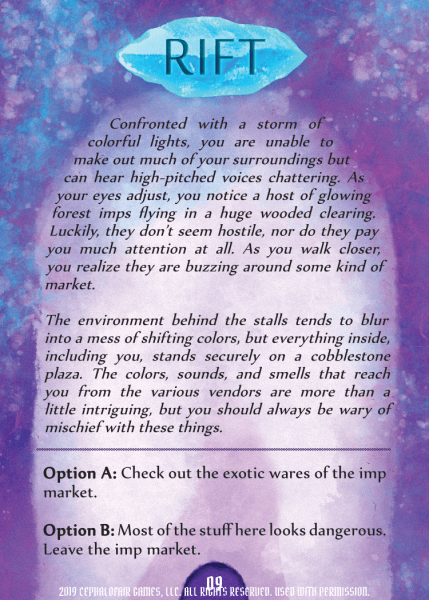 RIFT
Confronted with a storm of
colorful lights, you are unable to
make out much of your surroundings but
can hear high-pitched voices chattering. As
your eyes adjust, you notice a host of glowing
forest imps flying in a huge wooded clearing.
Luckily, they don't seem hostile, nor do they pay
you much attention at all. As you walk closer,
you realize they are buzzing around some kind of
market.
The environment behind the stalls tends to blur
into a mess of shifting colors, but everything inside,
including you, stands securely on a cobblestone
plaza. The colors, sounds, and smells that reach
you from the various vendors are more than a
little intriguing, but you should always be wary of
mischief with these things.
Option A: Check out the exotic wares of the imp
market.
Option B: Most of the stuff here looks dangerous.
Leave the imp market.
09
2019 CEPHALOFAIR GAMES, LLC. ALL RIGHTS RESERVED. USED WITH PERMISSION.